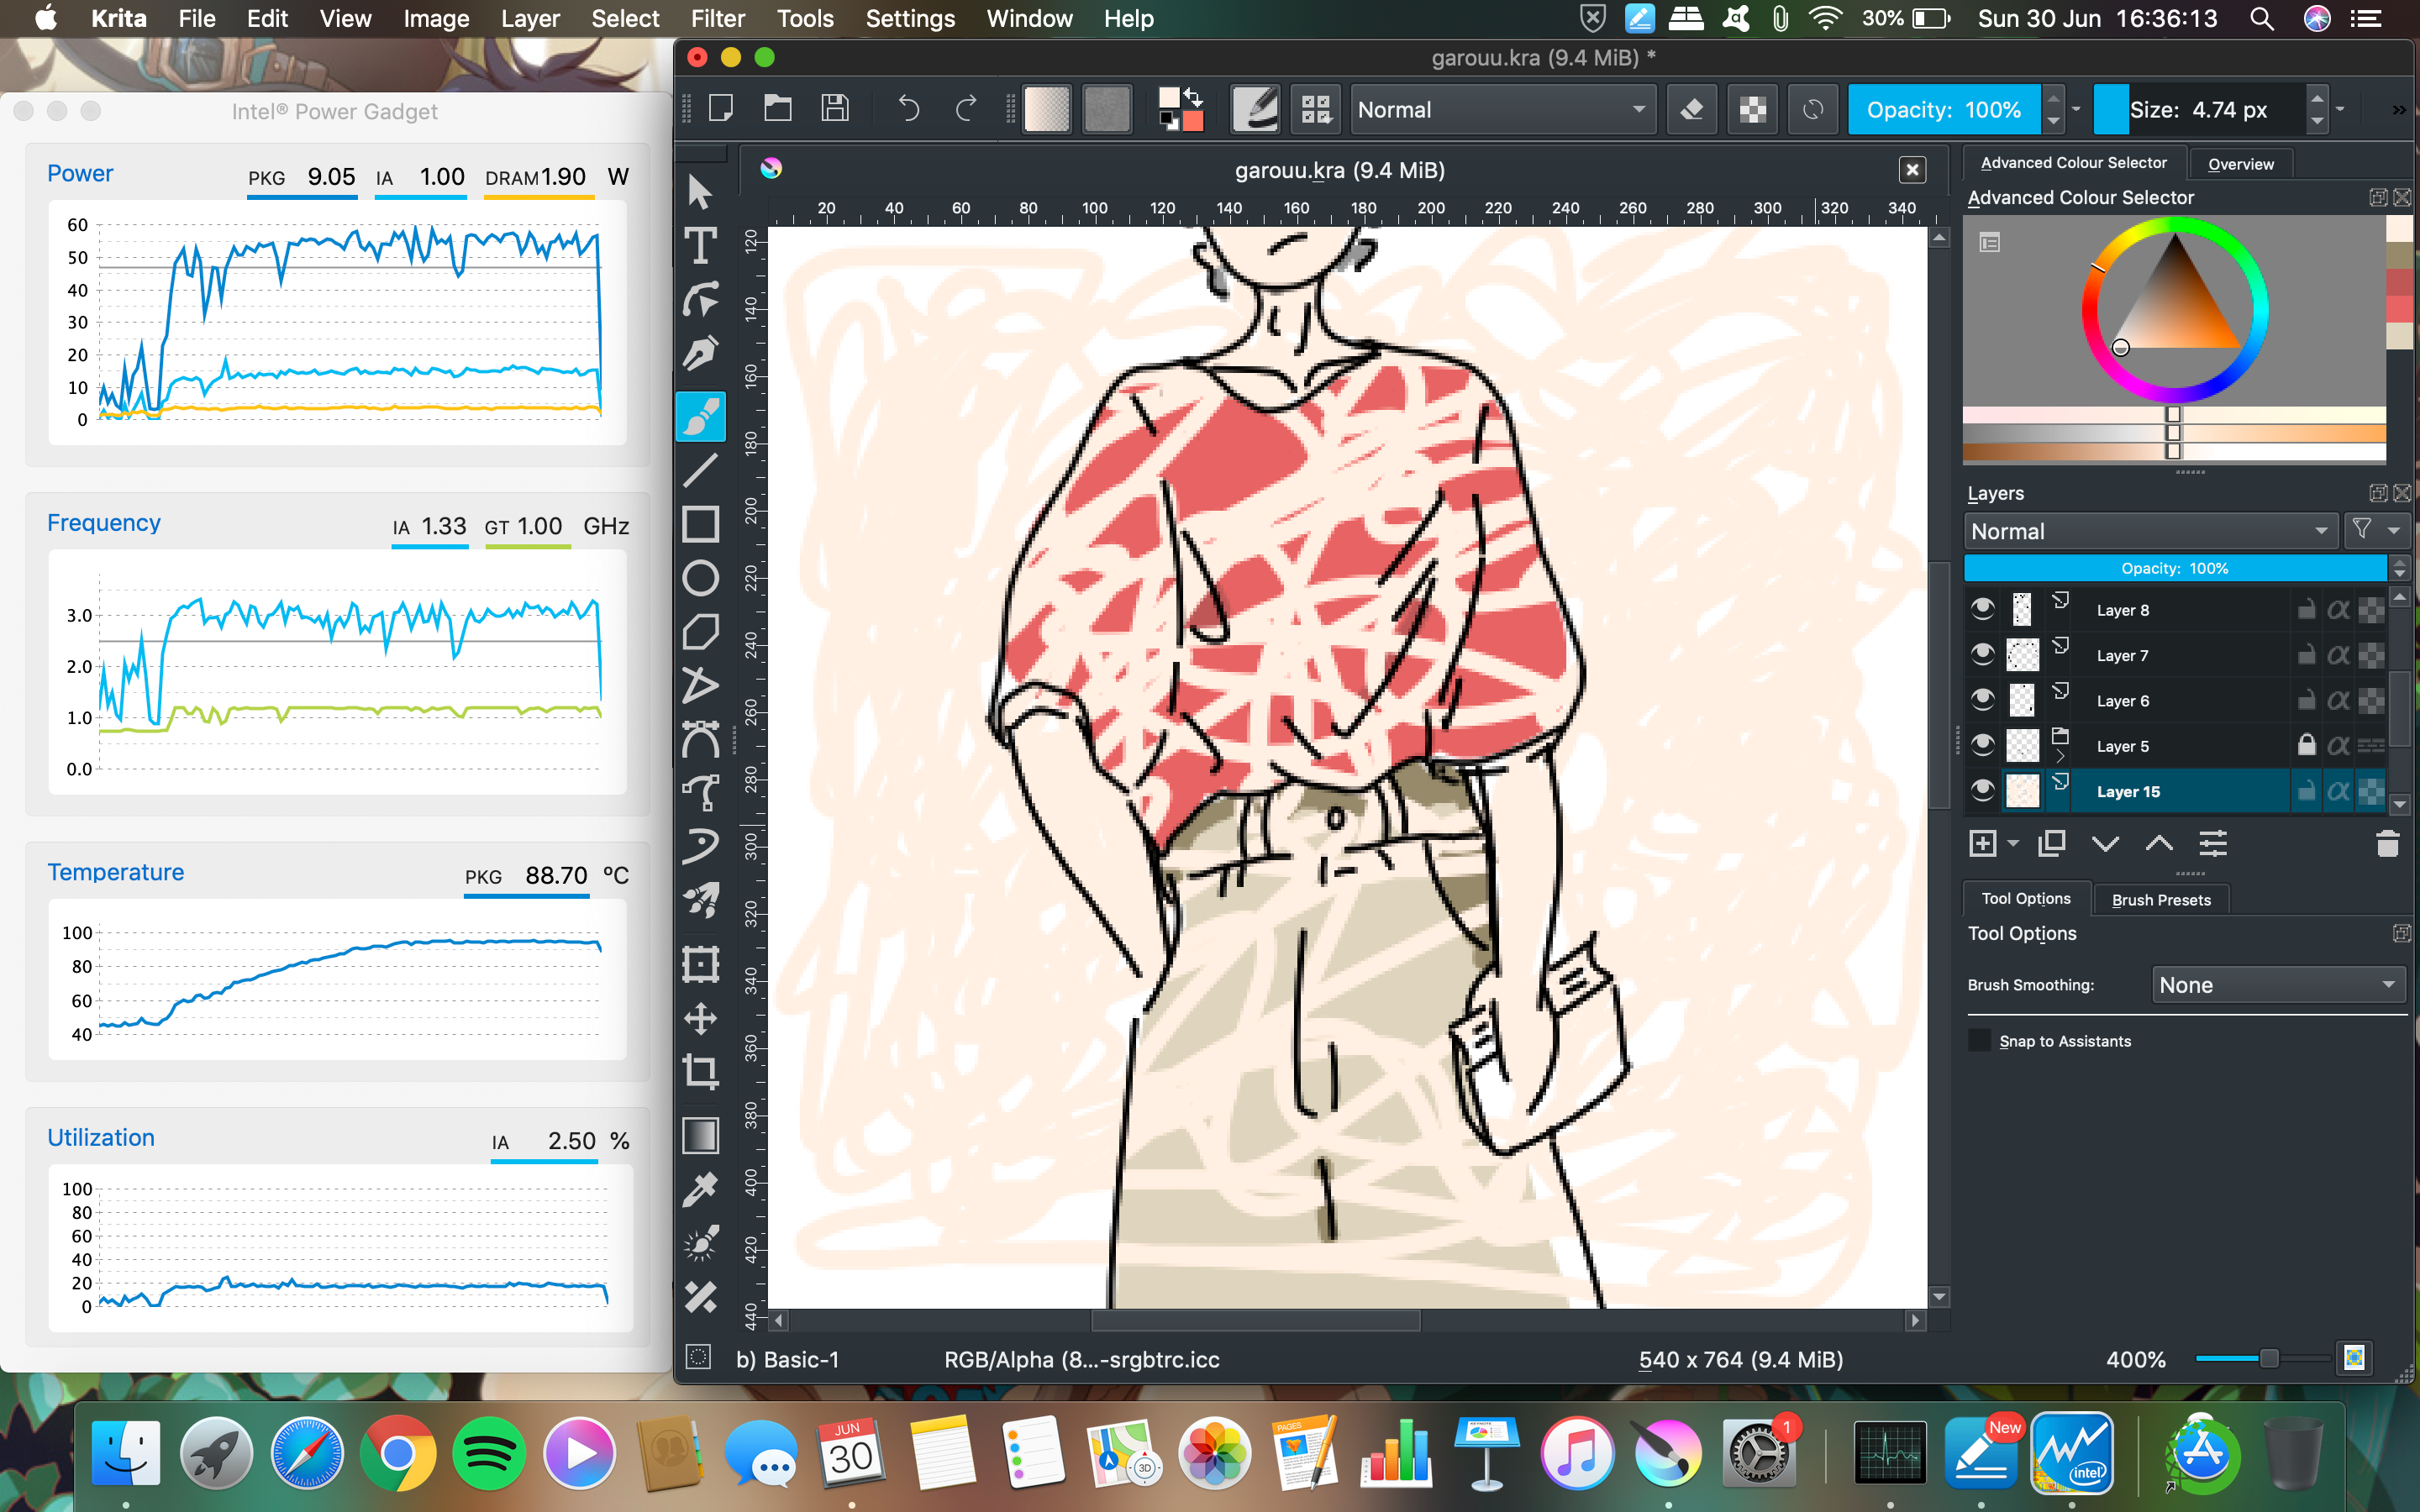 Krita File Edit View Image Layer Select Filter Tools Settings Window Help 30% Sun 30 Jun 16:36:13
garouu.kra (9.4 MiB) *
Intel® Power Gadget
Normal Opacity: 100% Size: 4.74 px
garouu.kra (9.4 MiB)
Power PKG 9.05 IA 1.00 DRAM 1.90 W
60
50
40
30
20
10
0
Frequency IA 1.33 GT 1.00 GHz
3.0
2.0
1.0
0.0
Temperature PKG 88.70 ºC
100
80
60
40
Utilization IA 2.50 %
100
80
60
40
20
0
20 40 60 80 100 120 140 160 180 200 220 240 260 280 300 320 340
120
140
160
180
200
220
240
260
280
300
320
340
360
380
400
420
440
Advanced Colour Selector Overview
Advanced Colour Selector
Layers
Normal
Opacity: 100%
Layer 8
Layer 7
Layer 6
Layer 5
Layer 15
Tool Options Brush Presets
Tool Options
Brush Smoothing: None
Snap to Assistants
b) Basic-1 RGB/Alpha (8...-srgbtrc.icc 540 x 764 (9.4 MiB) 400%
JUN
30
3D
PAGES
KEYNOTE
1
New
intel